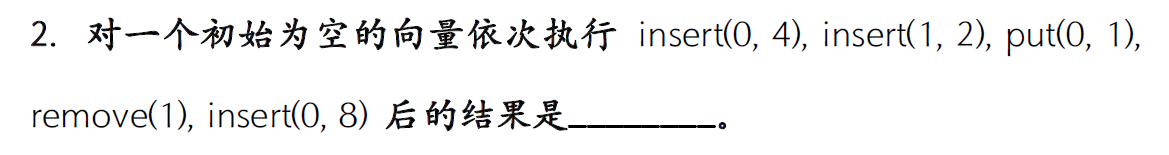 2. 对一个初始为空的向量依次执行 insert(0, 4), insert(1, 2), put(0, 1),
remove(1), insert(0, 8) 后的结果是________。